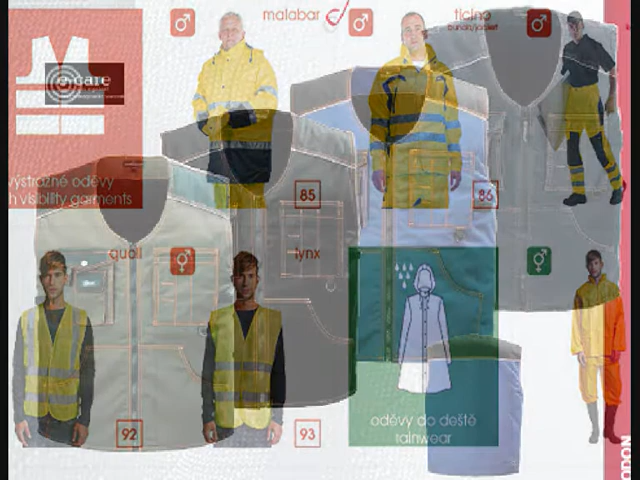 malabar
ticino
bunda/jacket
e.care
výstražné oděvy
h visibility garments
85
86
quoll
lynx
92
93
oděvy do deště
rainwear
ODON